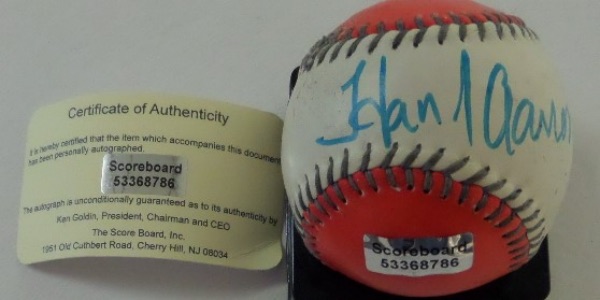 Certificate of Authenticity
It is hereby certified that the item which accompanies this document
has been personally autographed.
Scoreboard
53368786
The autograph is unconditionally guaranteed as to its authenticity by
Ken Goldin, President, Chairman and CEO
The Score Board, Inc.
1951 Old Cuthbert Road, Cherry Hill, NJ 08034
Hank Aaron
Scoreboard
53368786